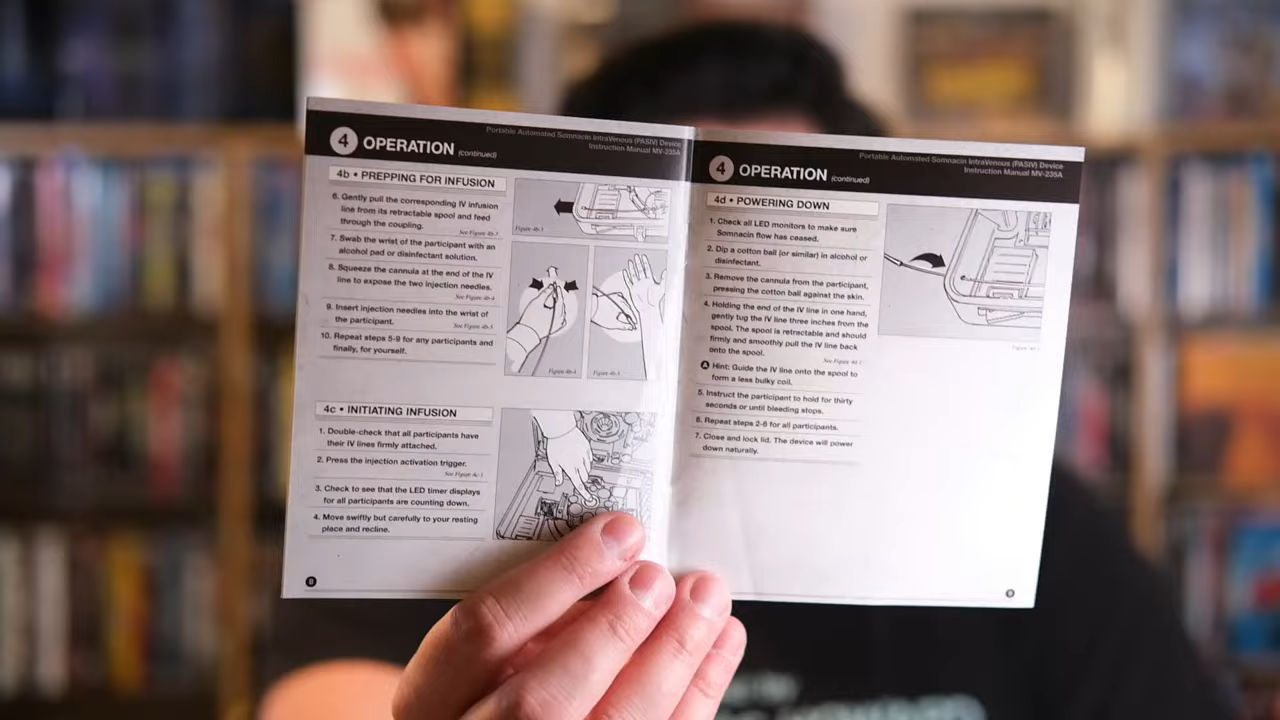 4 OPERATION (continued)
Portable Automated Somnacin IntraVenous (PASIV) Device
Instruction Manual MV-235A
4b • PREPPING FOR INFUSION
6. Gently pull the corresponding IV infusion
line from its retractable spool and feed
through the coupling.
See Figure 4b-3
7. Swab the wrist of the participant with an
alcohol pad or disinfectant solution.
8. Squeeze the cannula at the end of the IV
line to expose the two injection needles.
See Figure 4b-4
9. Insert injection needles into the wrist of
the participant.
See Figure 4b-5
10. Repeat steps 5-9 for any participants and
finally, for yourself.
Figure 4b-3
Figure 4b-4
Figure 4b-5
4c • INITIATING INFUSION
1. Double-check that all participants have
their IV lines firmly attached.
2. Press the injection activation trigger.
See Figure 4c-1
3. Check to see that the LED timer displays
for all participants are counting down.
4. Move swiftly but carefully to your resting
place and recline.
8
4 OPERATION (continued)
Portable Automated Somnacin IntraVenous (PASIV) Device
Instruction Manual MV-235A
4d • POWERING DOWN
1. Check all LED monitors to make sure
Somnacin flow has ceased.
2. Dip a cotton ball (or similar) in alcohol or
disinfectant.
3. Remove the cannula from the participant,
pressing the cotton ball against the skin.
4. Holding the end of the IV line in one hand,
gently tug the IV line three inches from the
spool. The spool is retractable and should
firmly and smoothly pull the IV line back
onto the spool.
See Figure 4d-1
A Hint: Guide the IV line onto the spool to
form a less bulky coil.
5. Instruct the participant to hold for thirty
seconds or until bleeding stops.
6. Repeat steps 2-6 for all participants.
7. Close and lock lid. The device will power
down naturally.
9